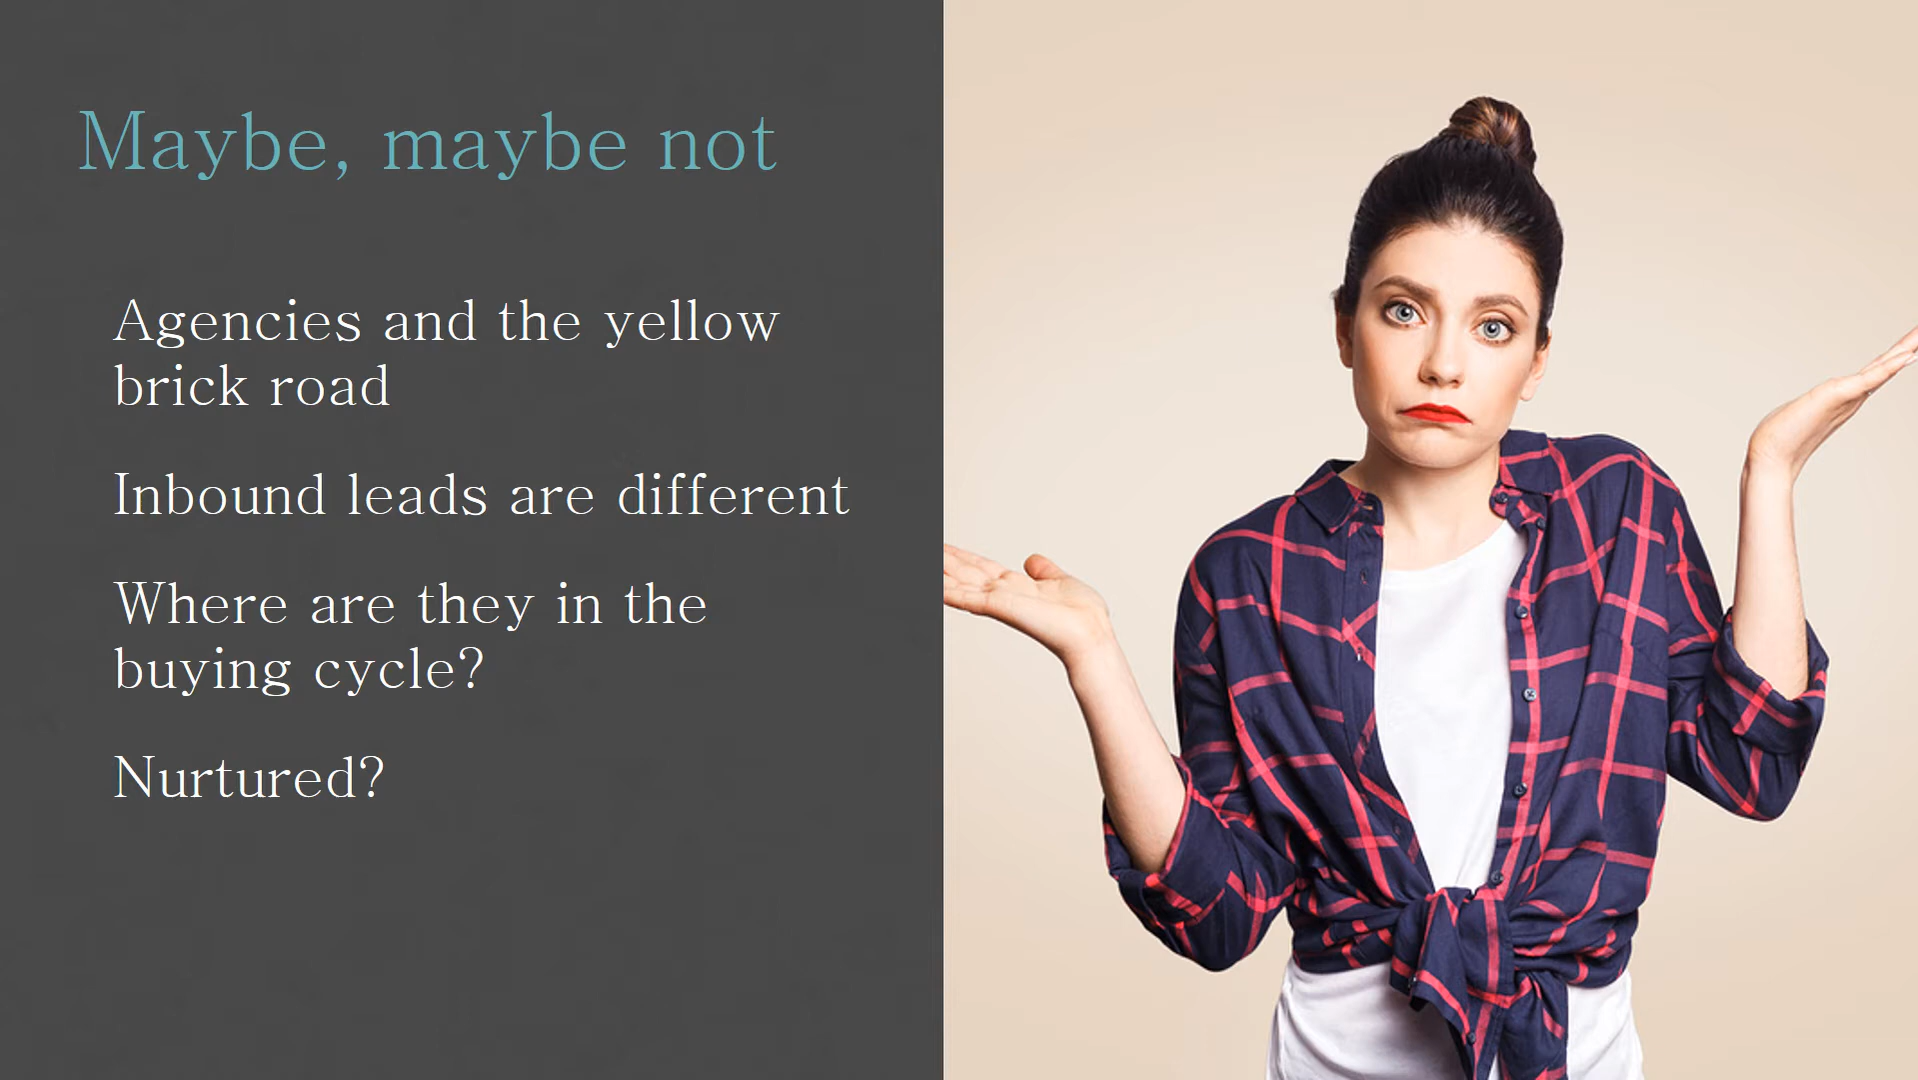 Maybe, maybe not
Agencies and the yellow
brick road
Inbound leads are different
Where are they in the
buying cycle?
Nurtured?